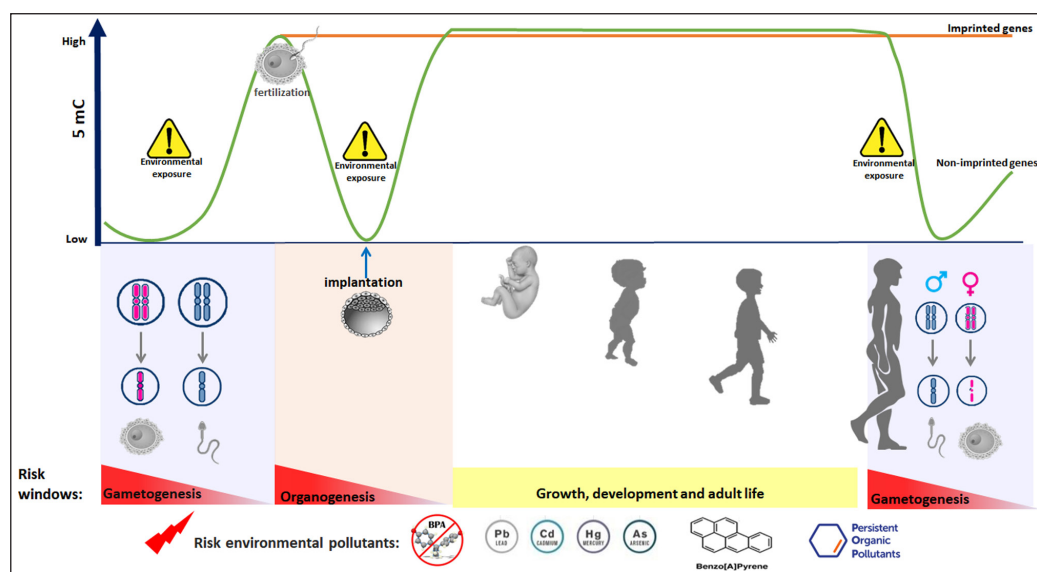 High
Imprinted genes
5 mC
fertilization
Environmental
exposure
Environmental
exposure
Environmental
exposure
Non-imprinted genes
Low
implantation
Risk
windows:
Gametogenesis
Organogenesis
Growth, development and adult life
Gametogenesis
Risk environmental pollutants:
BPA
Pb
LEAD
Cd
CADMIUM
Hg
MERCURY
As
ARSENIC
Benzo[A]Pyrene
Persistent
Organic
Pollutants